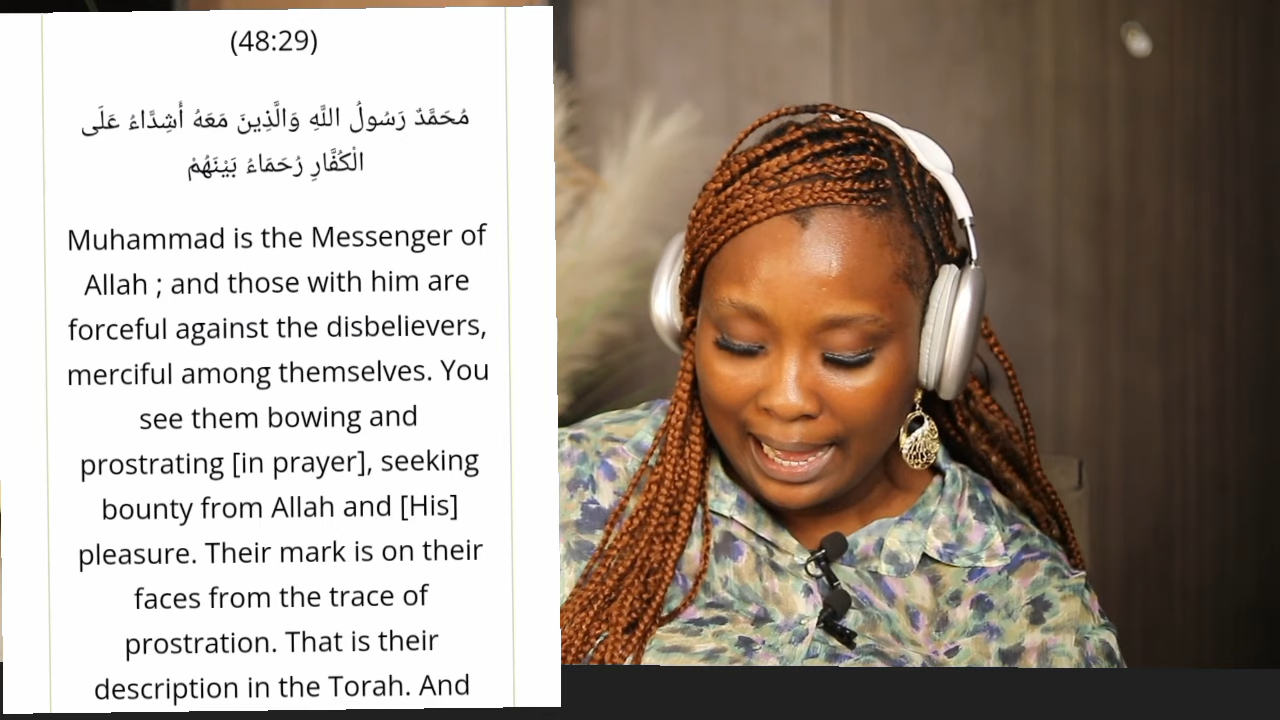 (48:29)
مُحَمَّدٌ رَسُولُ اللَّهِ وَالَّذِينَ مَعَهُ أَشِدَّاءُ عَلَى
الْكُفَّارِ رُحَمَاءُ بَيْنَهُمْ
Muhammad is the Messenger of
Allah ; and those with him are
forceful against the disbelievers,
merciful among themselves. You
see them bowing and
prostrating [in prayer], seeking
bounty from Allah and [His]
pleasure. Their mark is on their
faces from the trace of
prostration. That is their
description in the Torah. And